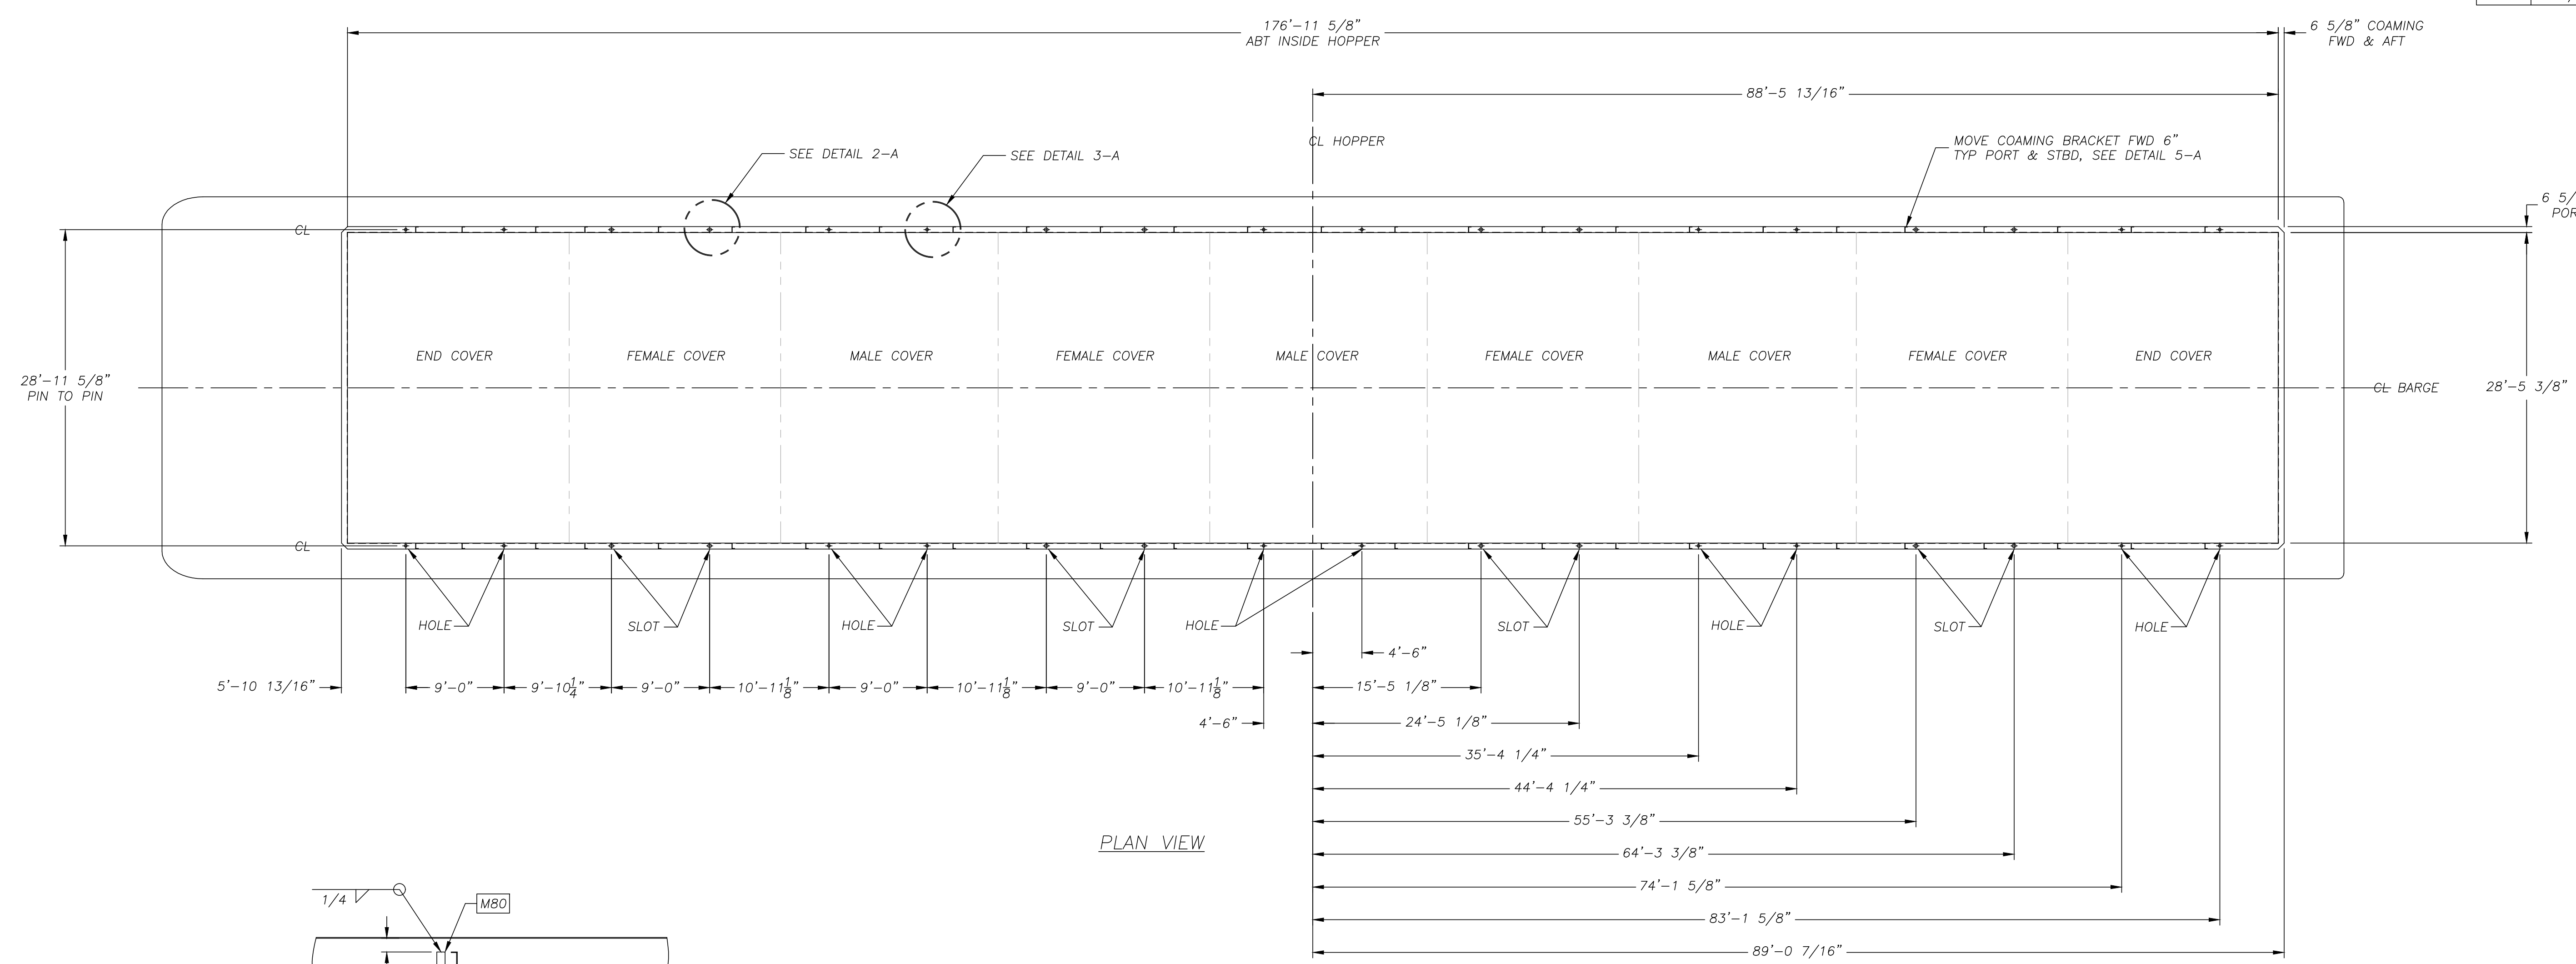 176'-11 5/8"
ABT INSIDE HOPPER
6 5/8" COAMING
FWD & AFT
88'-5 13/16"
CL HOPPER
MOVE COAMING BRACKET FWD 6"
TYP PORT & STBD, SEE DETAIL 5-A
SEE DETAIL 2-A
SEE DETAIL 3-A
6 5/
POR
CL
END COVER
FEMALE COVER
MALE COVER
FEMALE COVER
MALE COVER
FEMALE COVER
MALE COVER
FEMALE COVER
END COVER
28'-11 5/8"
PIN TO PIN
CL BARGE
28'-5 3/8"
CL
HOLE
SLOT
HOLE
SLOT
HOLE
SLOT
HOLE
SLOT
HOLE
4'-6"
5'-10 13/16"
9'-0"
9'-10 1/4"
9'-0"
10'-11 1/8"
9'-0"
10'-11 1/8"
9'-0"
10'-11 1/8"
15'-5 1/8"
4'-6"
24'-5 1/8"
35'-4 1/4"
44'-4 1/4"
55'-3 3/8"
PLAN VIEW
64'-3 3/8"
74'-1 5/8"
1/4
M80
83'-1 5/8"
89'-0 7/16"